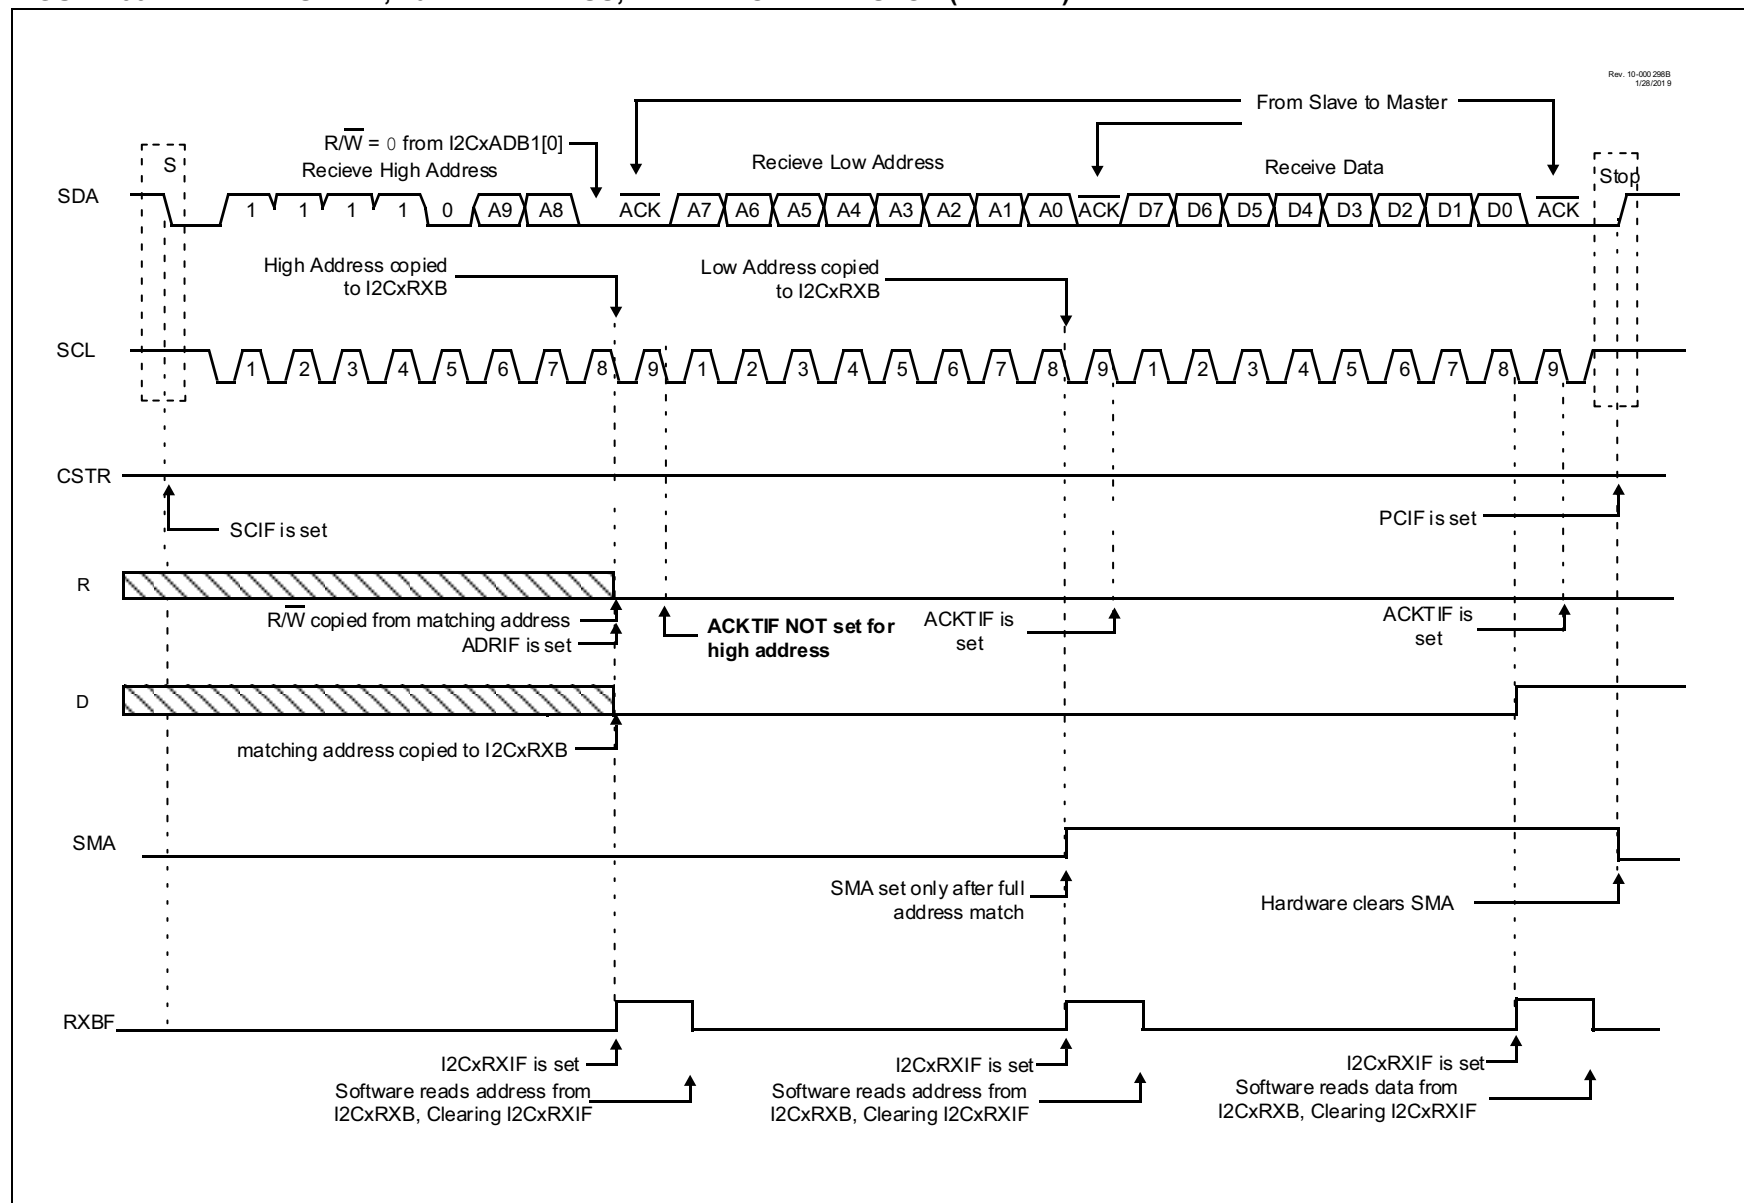 Rev. 10-000 298B
1/28/2019
From Slave to Master
R/W = 0 from I2CxADB1[0]
S
Recieve High Address
Recieve Low Address
Receive Data
Stop
SDA
1 1 1 1 0 A9 A8 ACK A7 A6 A5 A4 A3 A2 A1 A0 ACK D7 D6 D5 D4 D3 D2 D1 D0 ACK
High Address copied
to I2CxRXB
Low Address copied
to I2CxRXB
SCL
1 2 3 4 5 6 7 8 9 1 2 3 4 5 6 7 8 9 1 2 3 4 5 6 7 8 9
CSTR
SCIF is set
PCIF is set
R
R/W copied from matching address
ADRIF is set
ACKTIF NOT set for
high address
ACKTIF is
set
ACKTIF is
set
D
matching address copied to I2CxRXB
SMA
SMA set only after full
address match
Hardware clears SMA
RXBF
I2CxRXIF is set
Software reads address from
I2CxRXB, Clearing I2CxRXIF
I2CxRXIF is set
Software reads address from
I2CxRXB, Clearing I2CxRXIF
I2CxRXIF is set
Software reads data from
I2CxRXB, Clearing I2CxRXIF